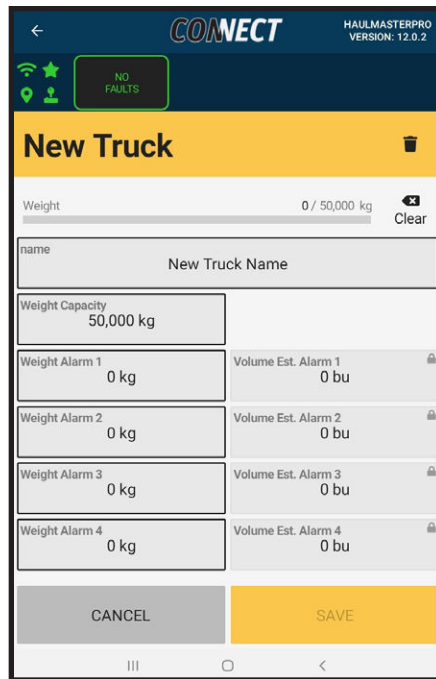 CONNECT
HAULMASTERPRO
VERSION: 12.0.2
NO
FAULTS
New Truck
Weight
0 / 50,000 kg
Clear
name
New Truck Name
Weight Capacity
50,000 kg
Weight Alarm 1
0 kg
Volume Est. Alarm 1
0 bu
Weight Alarm 2
0 kg
Volume Est. Alarm 2
0 bu
Weight Alarm 3
0 kg
Volume Est. Alarm 3
0 bu
Weight Alarm 4
0 kg
Volume Est. Alarm 4
0 bu
CANCEL
SAVE